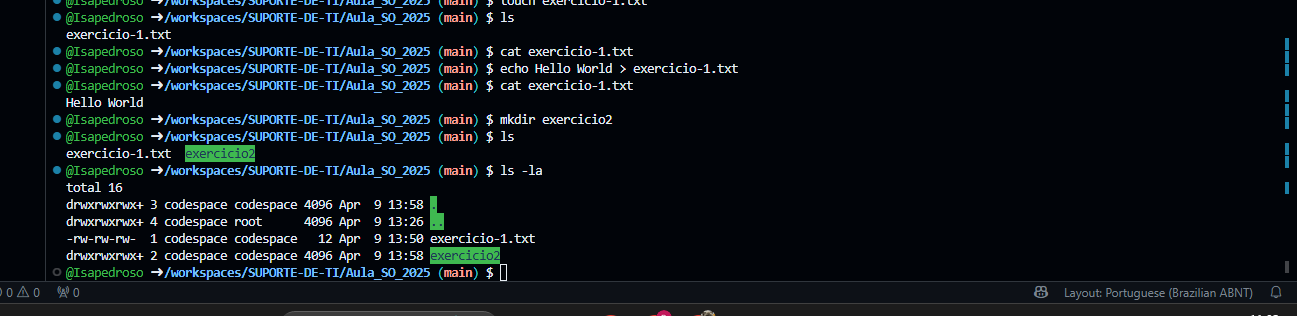 @Isapedroso ➜/workspaces/SUPORTE-DE-TI/Aula_SO_2025 (main) $ touch exercicio-1.txt
@Isapedroso ➜/workspaces/SUPORTE-DE-TI/Aula_SO_2025 (main) $ ls
exercicio-1.txt
@Isapedroso ➜/workspaces/SUPORTE-DE-TI/Aula_SO_2025 (main) $ cat exercicio-1.txt
@Isapedroso ➜/workspaces/SUPORTE-DE-TI/Aula_SO_2025 (main) $ echo Hello World > exercicio-1.txt
@Isapedroso ➜/workspaces/SUPORTE-DE-TI/Aula_SO_2025 (main) $ cat exercicio-1.txt
Hello World
@Isapedroso ➜/workspaces/SUPORTE-DE-TI/Aula_SO_2025 (main) $ mkdir exercicio2
@Isapedroso ➜/workspaces/SUPORTE-DE-TI/Aula_SO_2025 (main) $ ls
exercicio-1.txt  exercicio2
@Isapedroso ➜/workspaces/SUPORTE-DE-TI/Aula_SO_2025 (main) $ ls -la
total 16
drwxrwxrwx+ 3 codespace codespace 4096 Apr  9 13:58 .
drwxrwxrwx+ 4 codespace root      4096 Apr  9 13:26 ..
-rw-rw-rw-  1 codespace codespace   12 Apr  9 13:50 exercicio-1.txt
drwxrwxrwx+ 2 codespace codespace 4096 Apr  9 13:58 exercicio2
@Isapedroso ➜/workspaces/SUPORTE-DE-TI/Aula_SO_2025 (main) $
0 0 0 Layout: Portuguese (Brazilian ABNT)